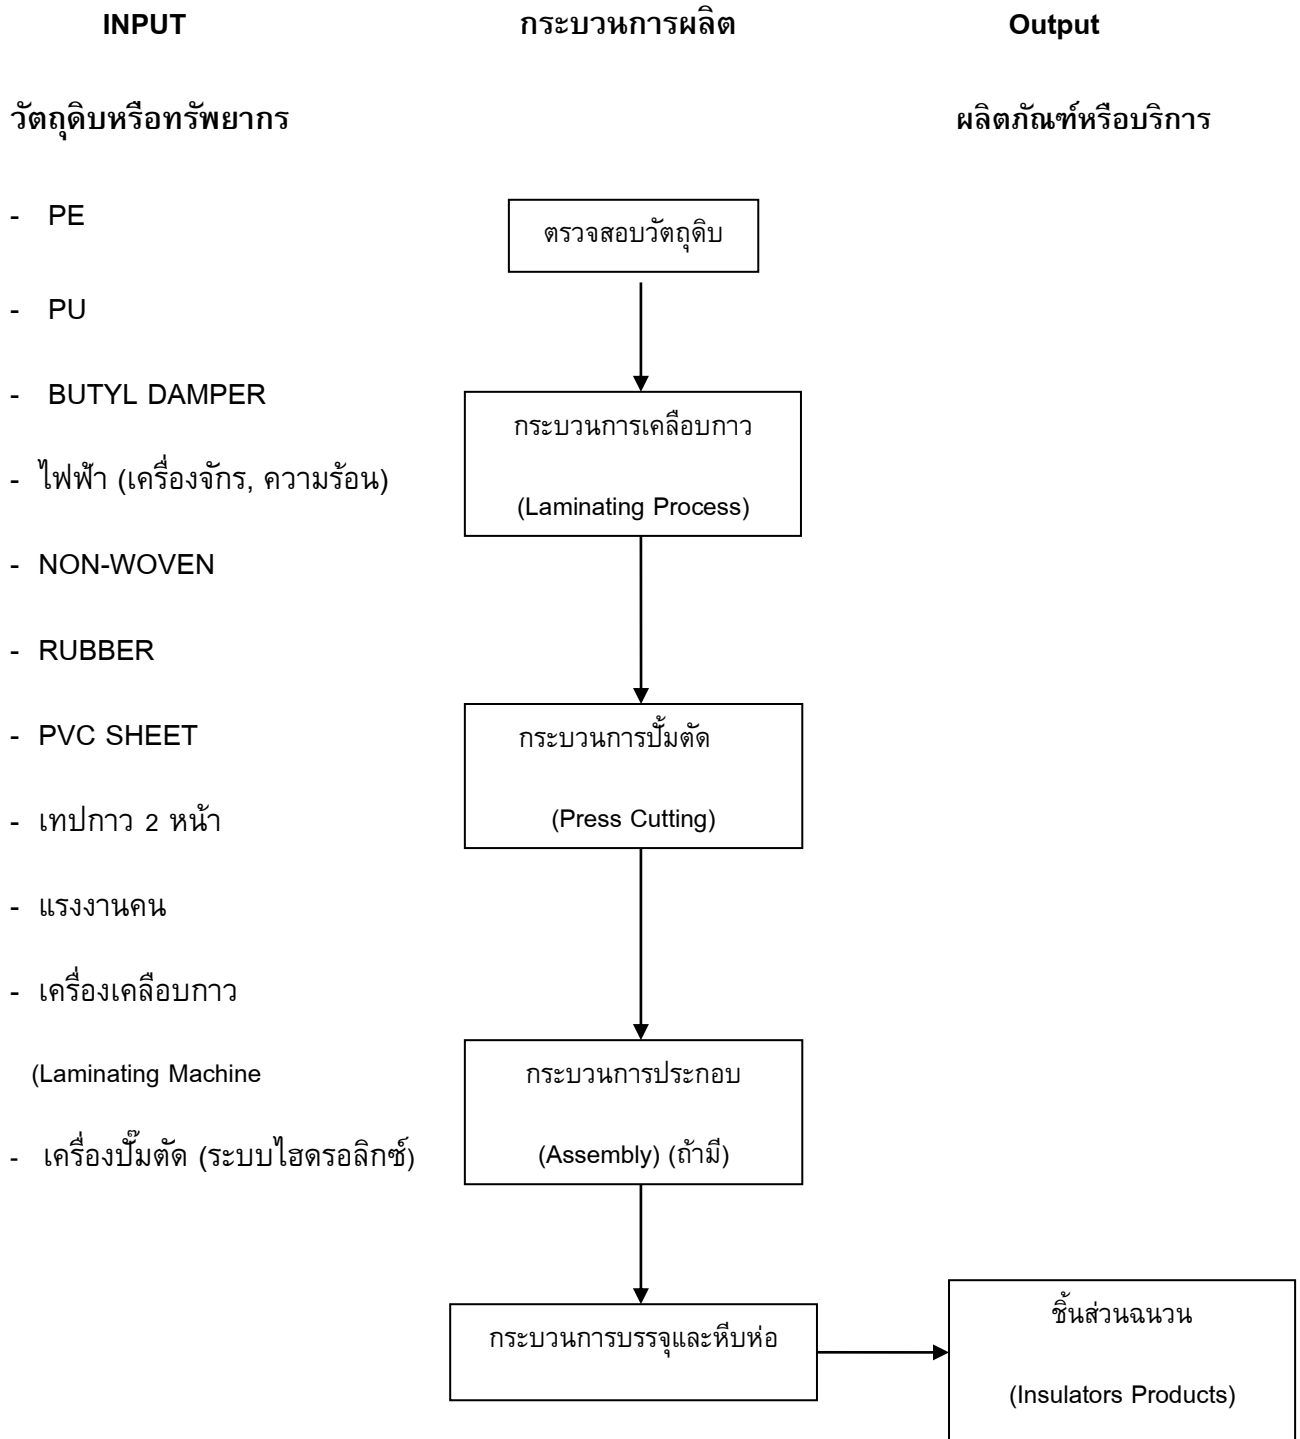 INPUT
กระบวนการผลิต
Output
วัตถุดิบหรือทรัพยากร
ผลิตภัณฑ์หรือบริการ
- PE
- PU
- BUTYL DAMPER
- ไฟฟ้า (เครื่องจักร, ความร้อน)
- NON-WOVEN
- RUBBER
- PVC SHEET
- เทปกาว 2 หน้า
- แรงงานคน
- เครื่องเคลือบกาว
(Laminating Machine
- เครื่องปั๊มตัด (ระบบไฮดรอลิกซ์)
ตรวจสอบวัตถุดิบ
กระบวนการเคลือบกาว
(Laminating Process)
กระบวนการปั้มตัด
(Press Cutting)
กระบวนการประกอบ
(Assembly) (ถ้ามี)
กระบวนการบรรจุและหีบห่อ
ชิ้นส่วนฉนวน
(Insulators Products)